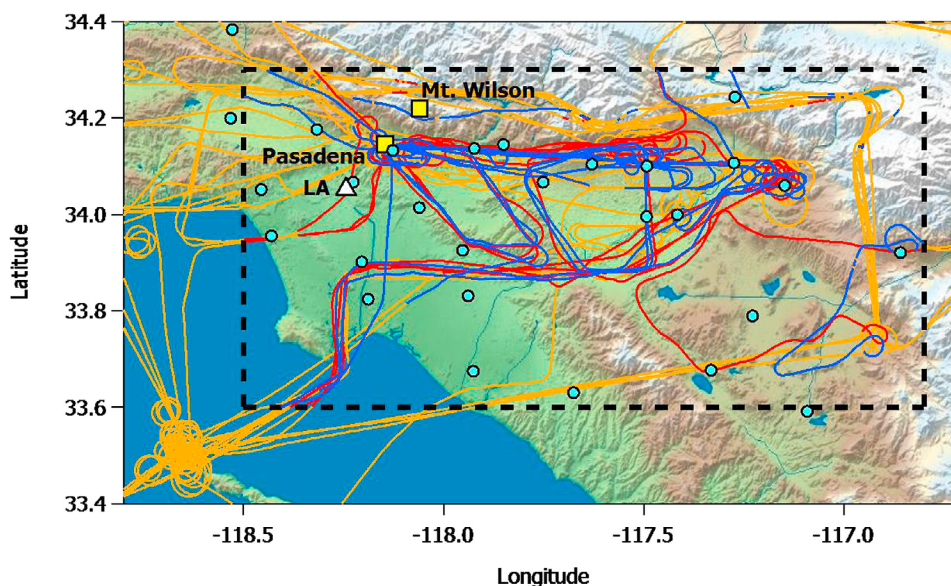 34.4
34.2
34.0
33.8
33.6
33.4
Latitude
Mt. Wilson
Pasadena
LA
-118.5
-118.0
-117.5
-117.0
Longitude